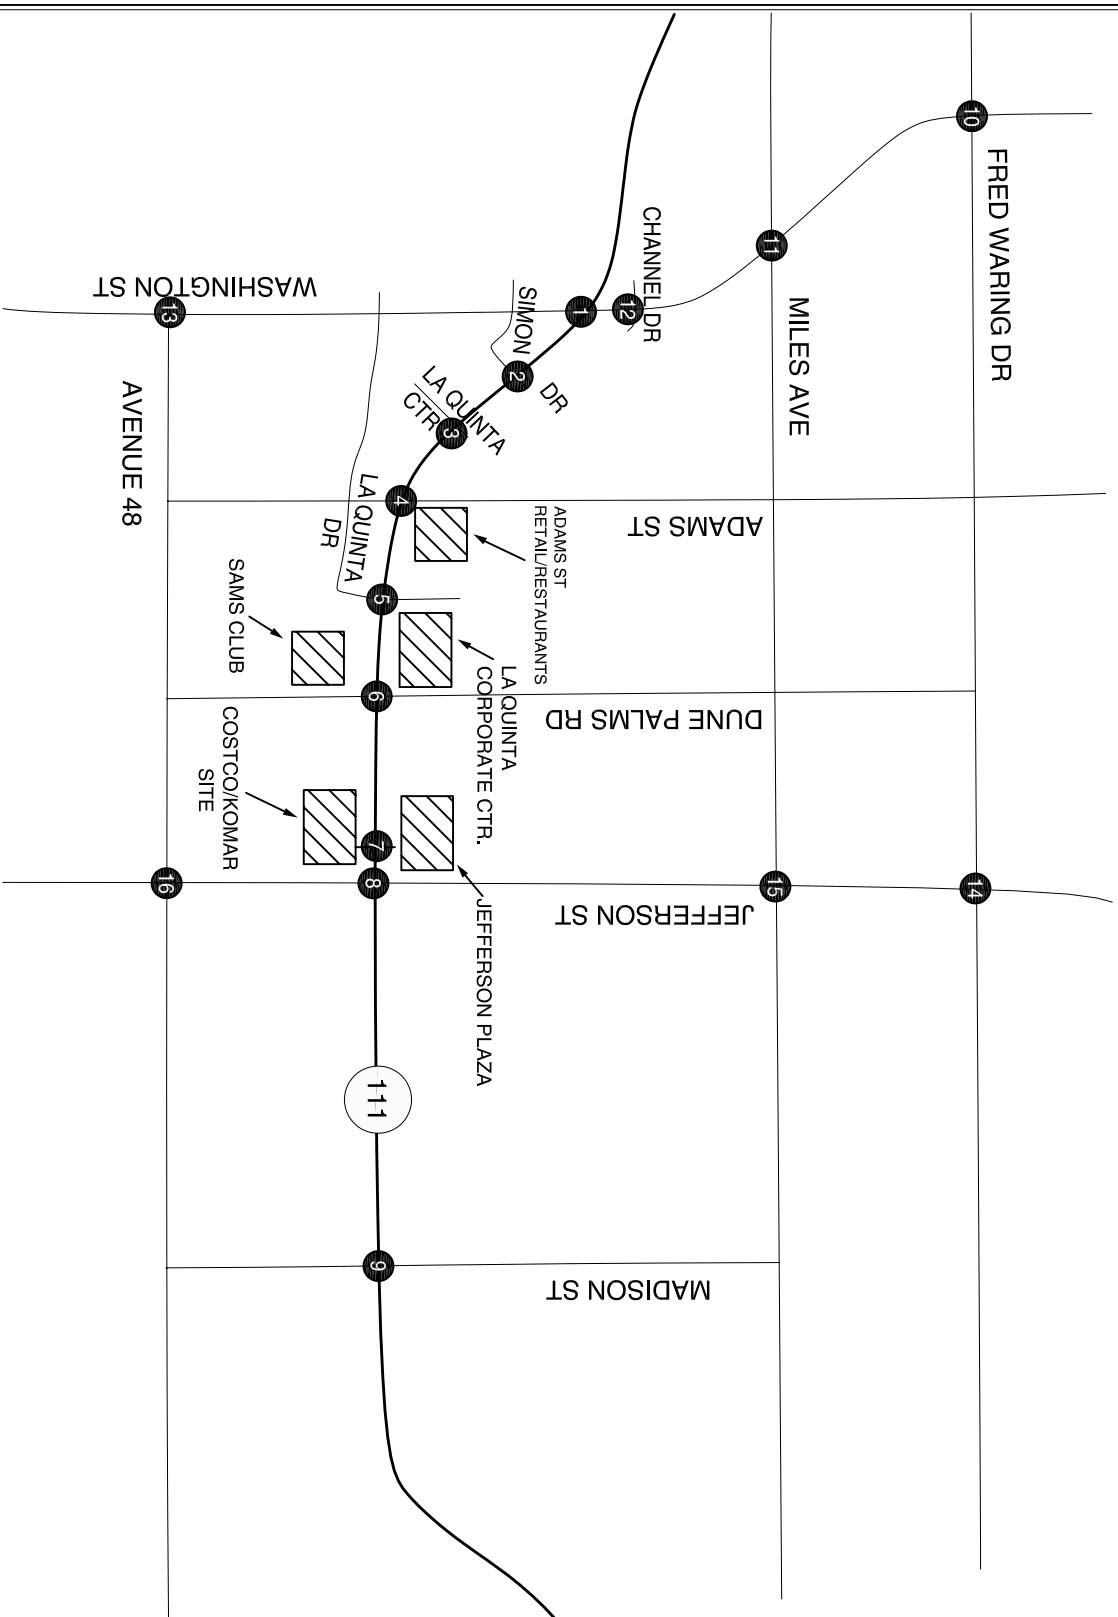 FRED WARING DR
MILES AVE
CHANNEL DR
SIMON
DR
LA QUINTA
CTR
WASHINGTON ST
AVENUE 48
LA QUINTA
DR
ADAMS ST
ADAMS ST
RETAIL/RESTAURANTS
SAMS CLUB
LA QUINTA
CORPORATE CTR.
DUNE PALMS RD
COSTCO/KOMAR
SITE
JEFFERSON PLAZA
JEFFERSON ST
111
MADISON ST
10
11
12
1
2
3
13
4
5
6
7
8
14
15
16
9